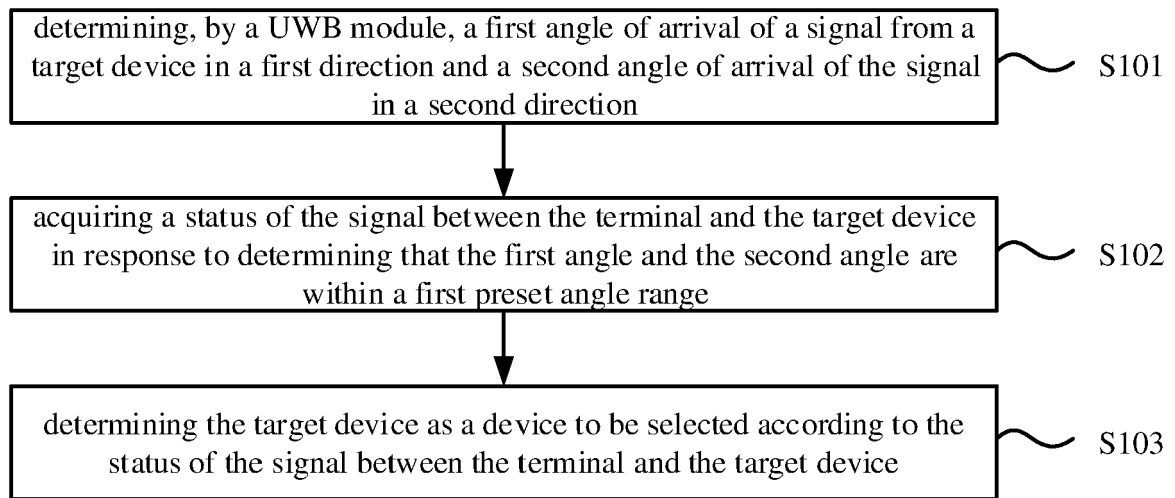 determining, by a UWB module, a first angle of arrival of a signal from a
target device in a first direction and a second angle of arrival of the signal
in a second direction
S101
acquiring a status of the signal between the terminal and the target device
in response to determining that the first angle and the second angle are
within a first preset angle range
S102
determining the target device as a device to be selected according to the
status of the signal between the terminal and the target device
S103